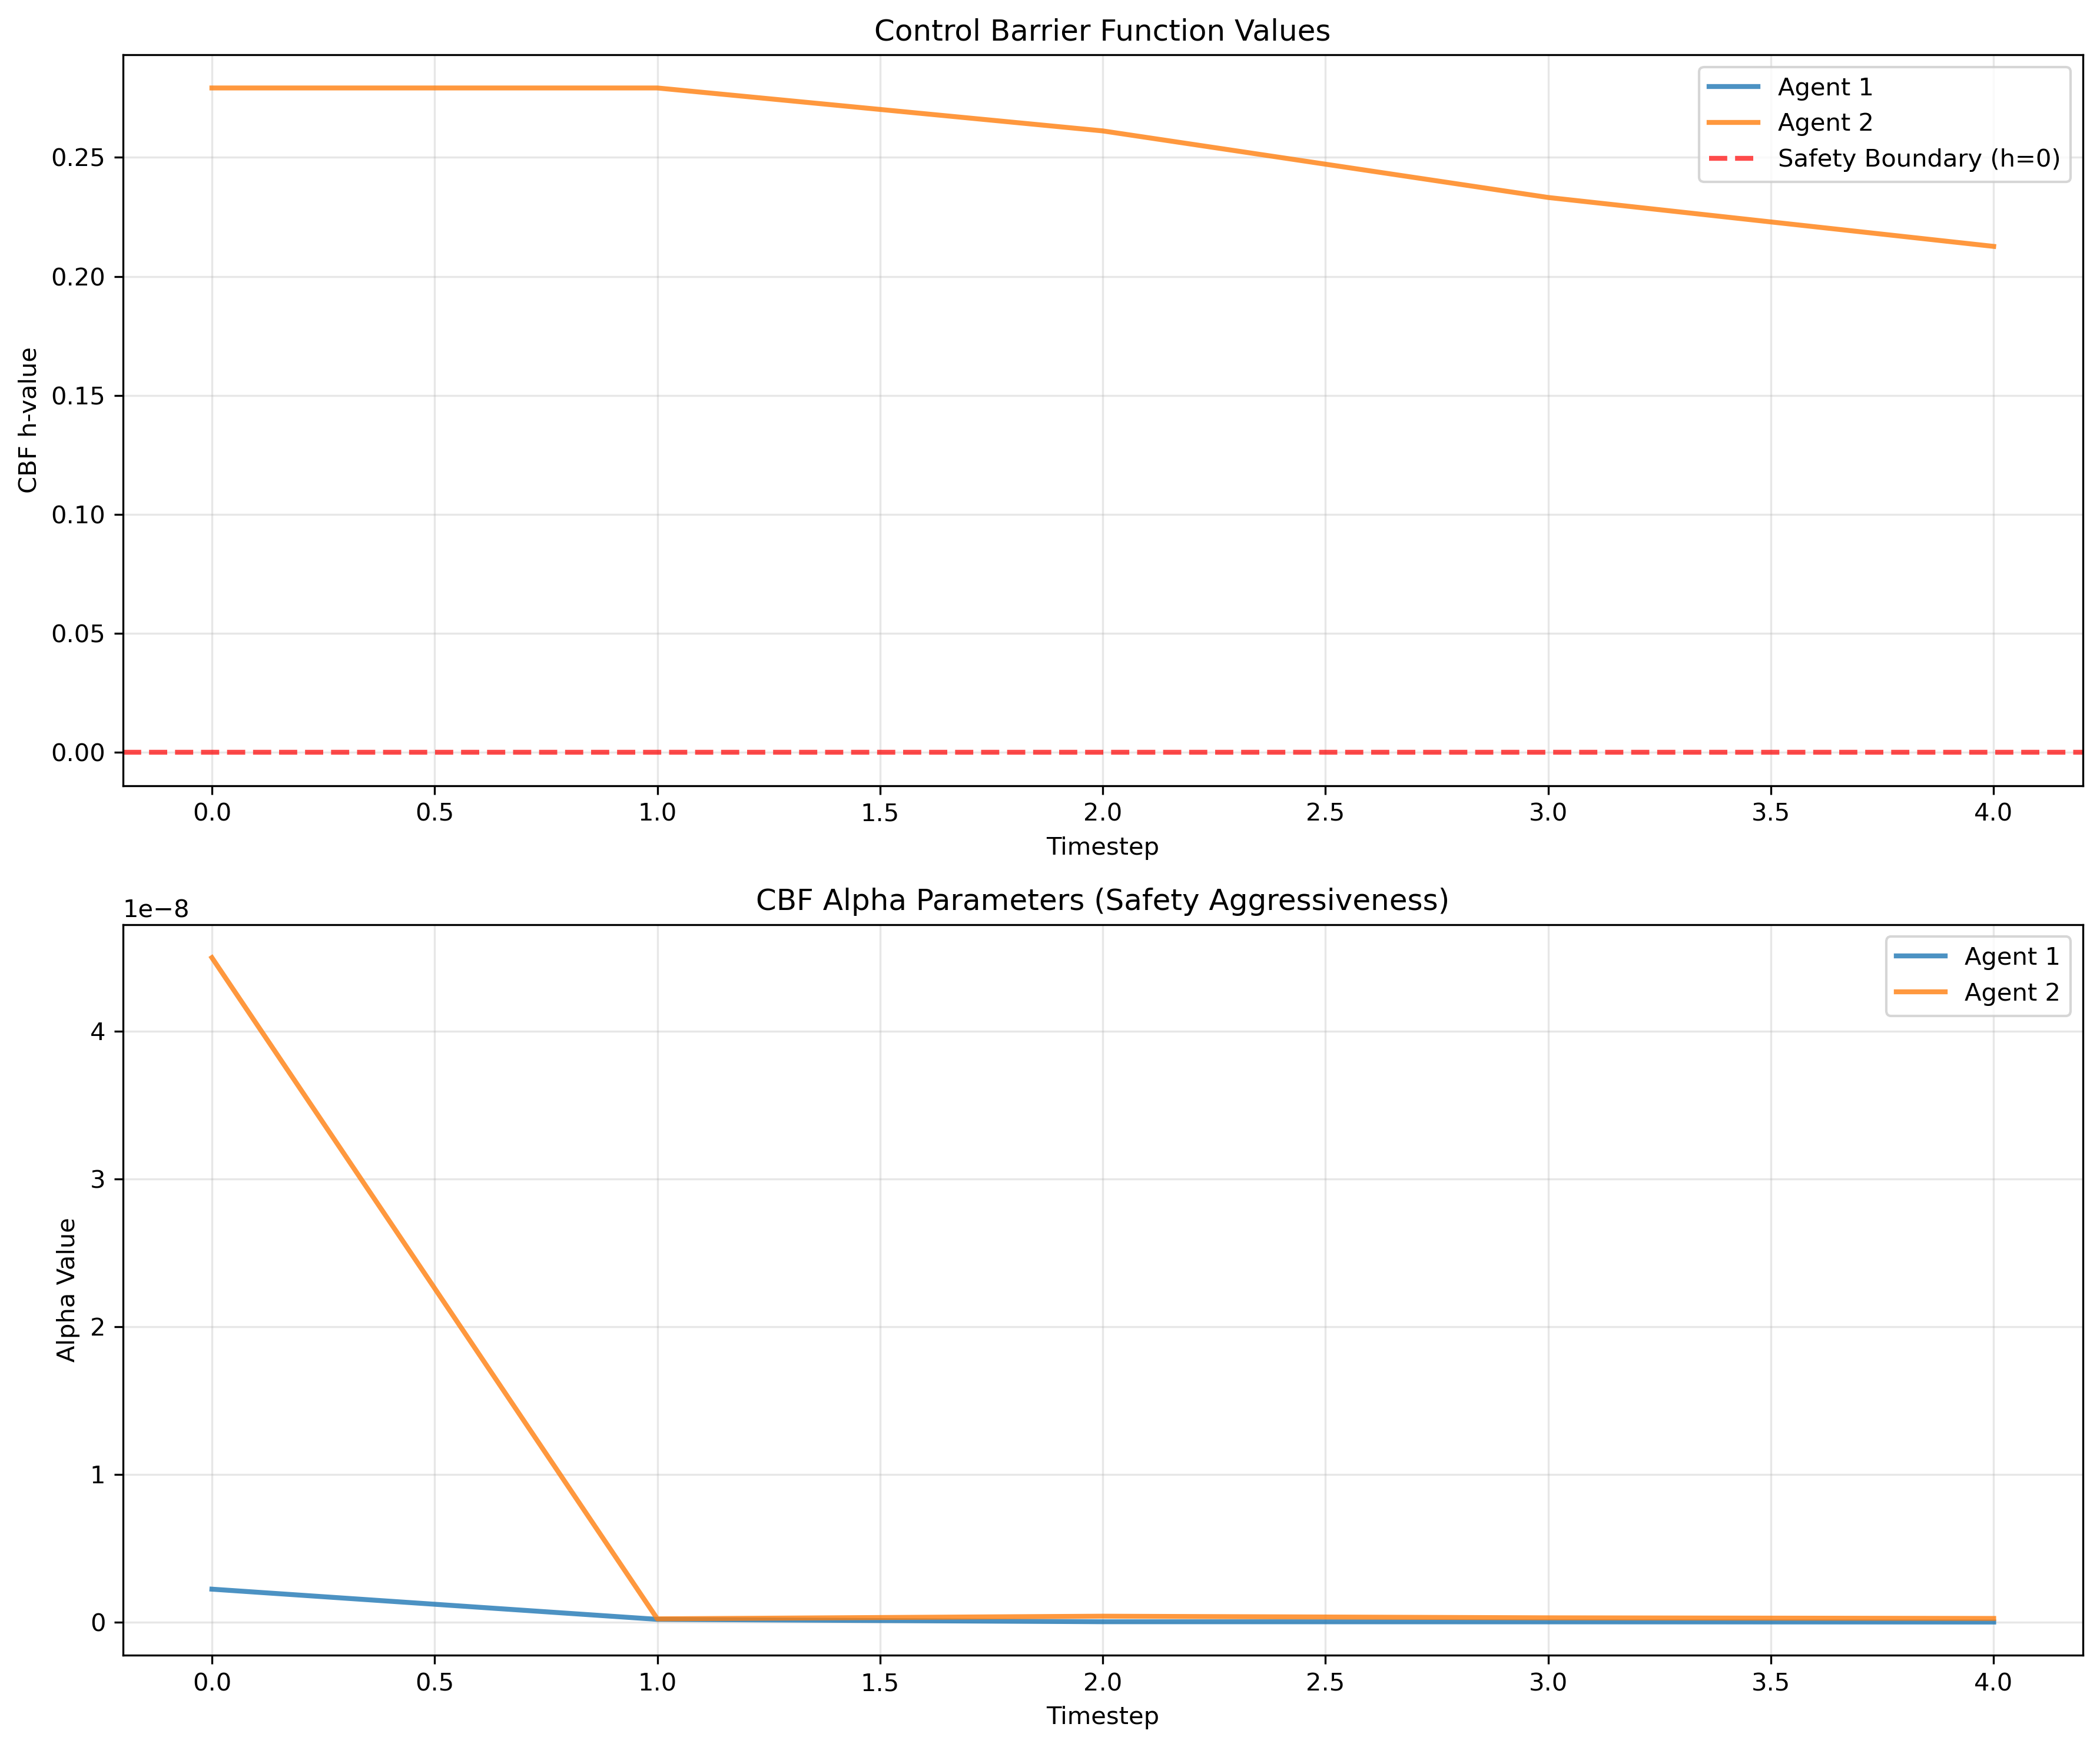 Control Barrier Function Values
Agent 1
Agent 2
Safety Boundary (h=0)
CBF h-value
0.25
0.20
0.15
0.10
0.05
0.00
0.0 0.5 1.0 1.5 2.0 2.5 3.0 3.5 4.0
Timestep
CBF Alpha Parameters (Safety Aggressiveness)
1e−8
Agent 1
Agent 2
Alpha Value
4
3
2
1
0
0.0 0.5 1.0 1.5 2.0 2.5 3.0 3.5 4.0
Timestep